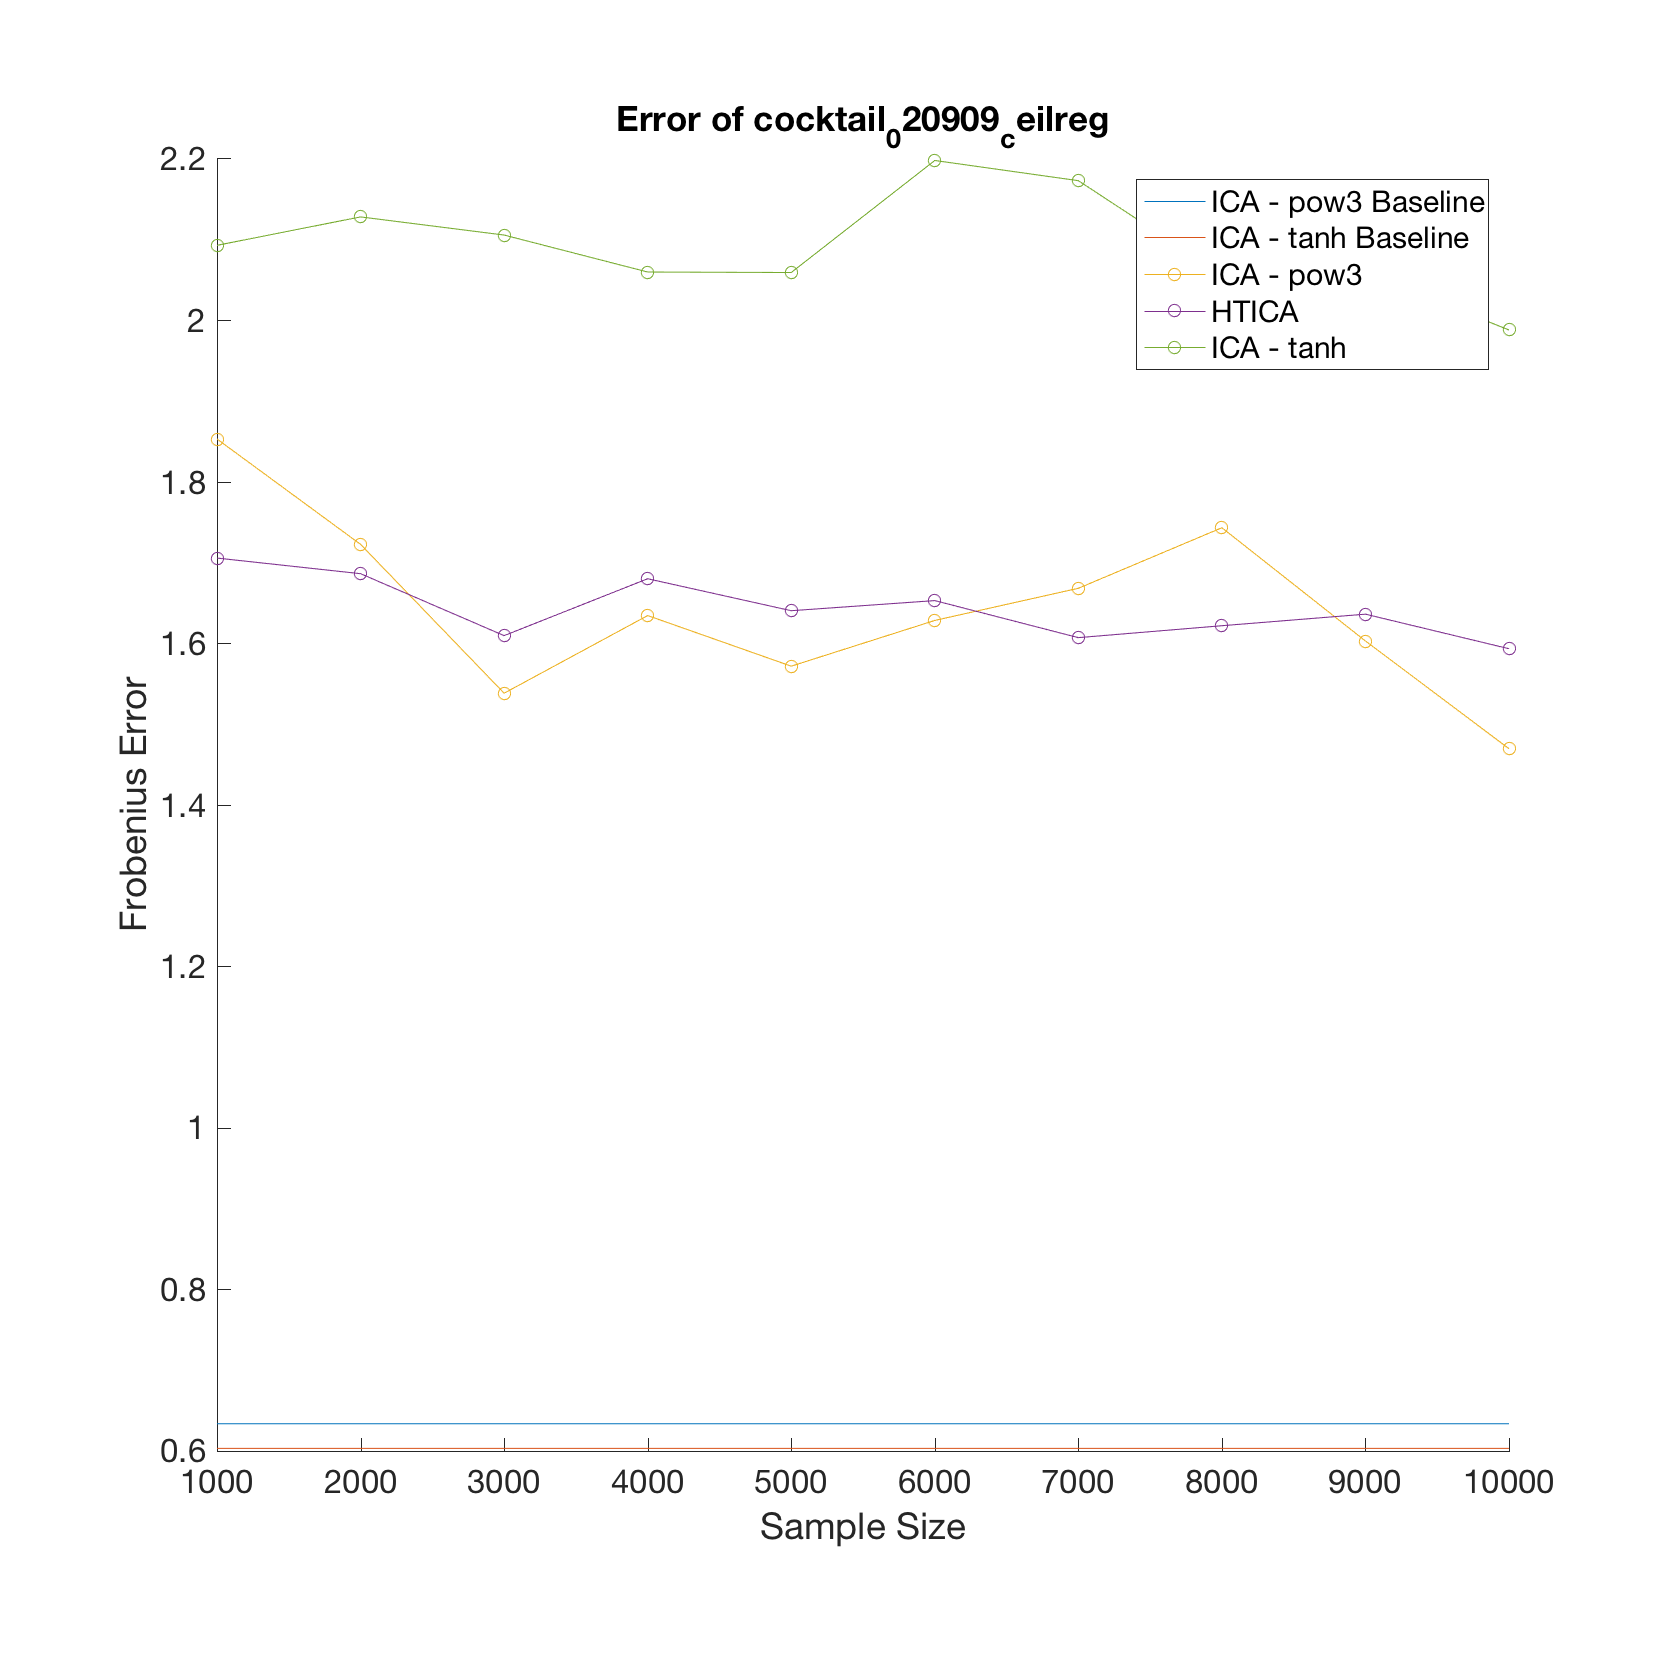 Error of cocktail_020909_ceilreg
2.2
2
1.8
1.6
1.4
1.2
1
0.8
0.6
Frobenius Error
ICA - pow3 Baseline
ICA - tanh Baseline
ICA - pow3
HTICA
ICA - tanh
1000 2000 3000 4000 5000 6000 7000 8000 9000 10000
Sample Size